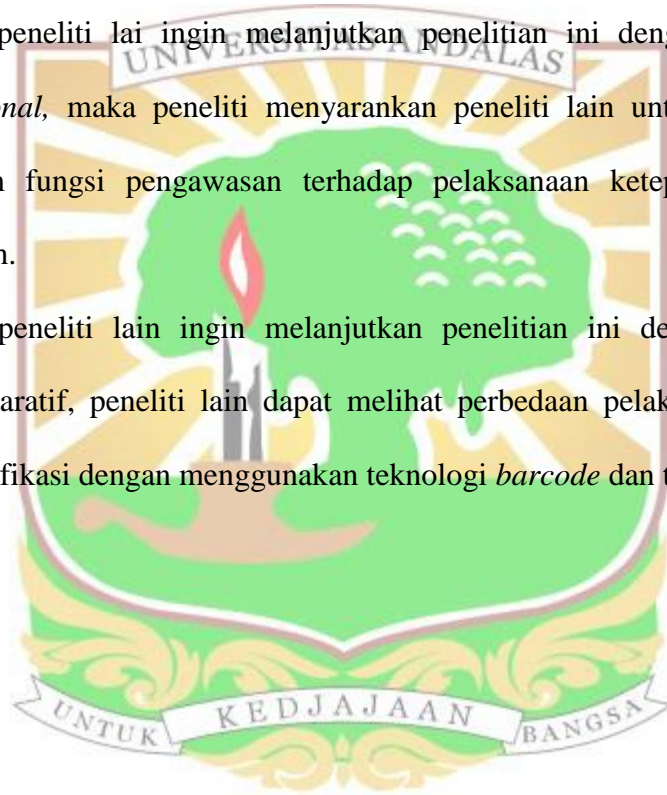 peneliti lai ingin melanjutkan penelitian ini deng
UNIVERSITAS ANDALAS
onal, maka peneliti menyarankan peneliti lain unt
fungsi pengawasan terhadap pelaksanaan ketep
n.
peneliti lain ingin melanjutkan penelitian ini de
aratif, peneliti lain dapat melihat perbedaan pelak
fikasi dengan menggunakan teknologi barcode dan t
UNTUK KEDJAJAAN BANGSA